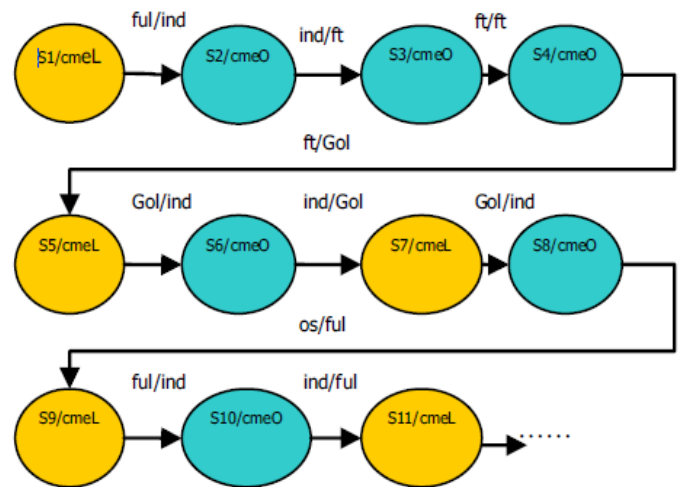 ful/ind ind/ft ft/ft
S1/cmeL S2/cmeO S3/cmeO S4/cmeO
ft/Gol
Gol/ind ind/Gol Gol/ind
S5/cmeL S6/cmeO S7/cmeL S8/cmeO
os/ful
ful/ind ind/ful
S9/cmeL S10/cmeO S11/cmeL ......